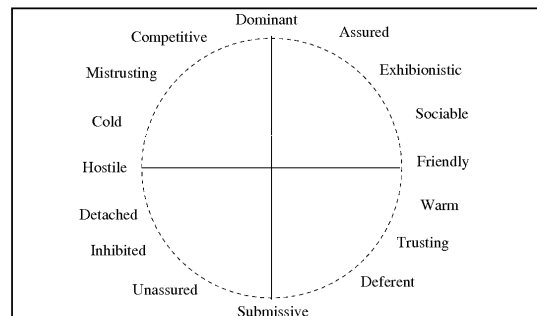 Dominant
Competitive
Assured
Mistrusting
Exhibionistic
Cold
Sociable
Hostile
Friendly
Detached
Warm
Inhibited
Trusting
Unassured
Deferent
Submissive